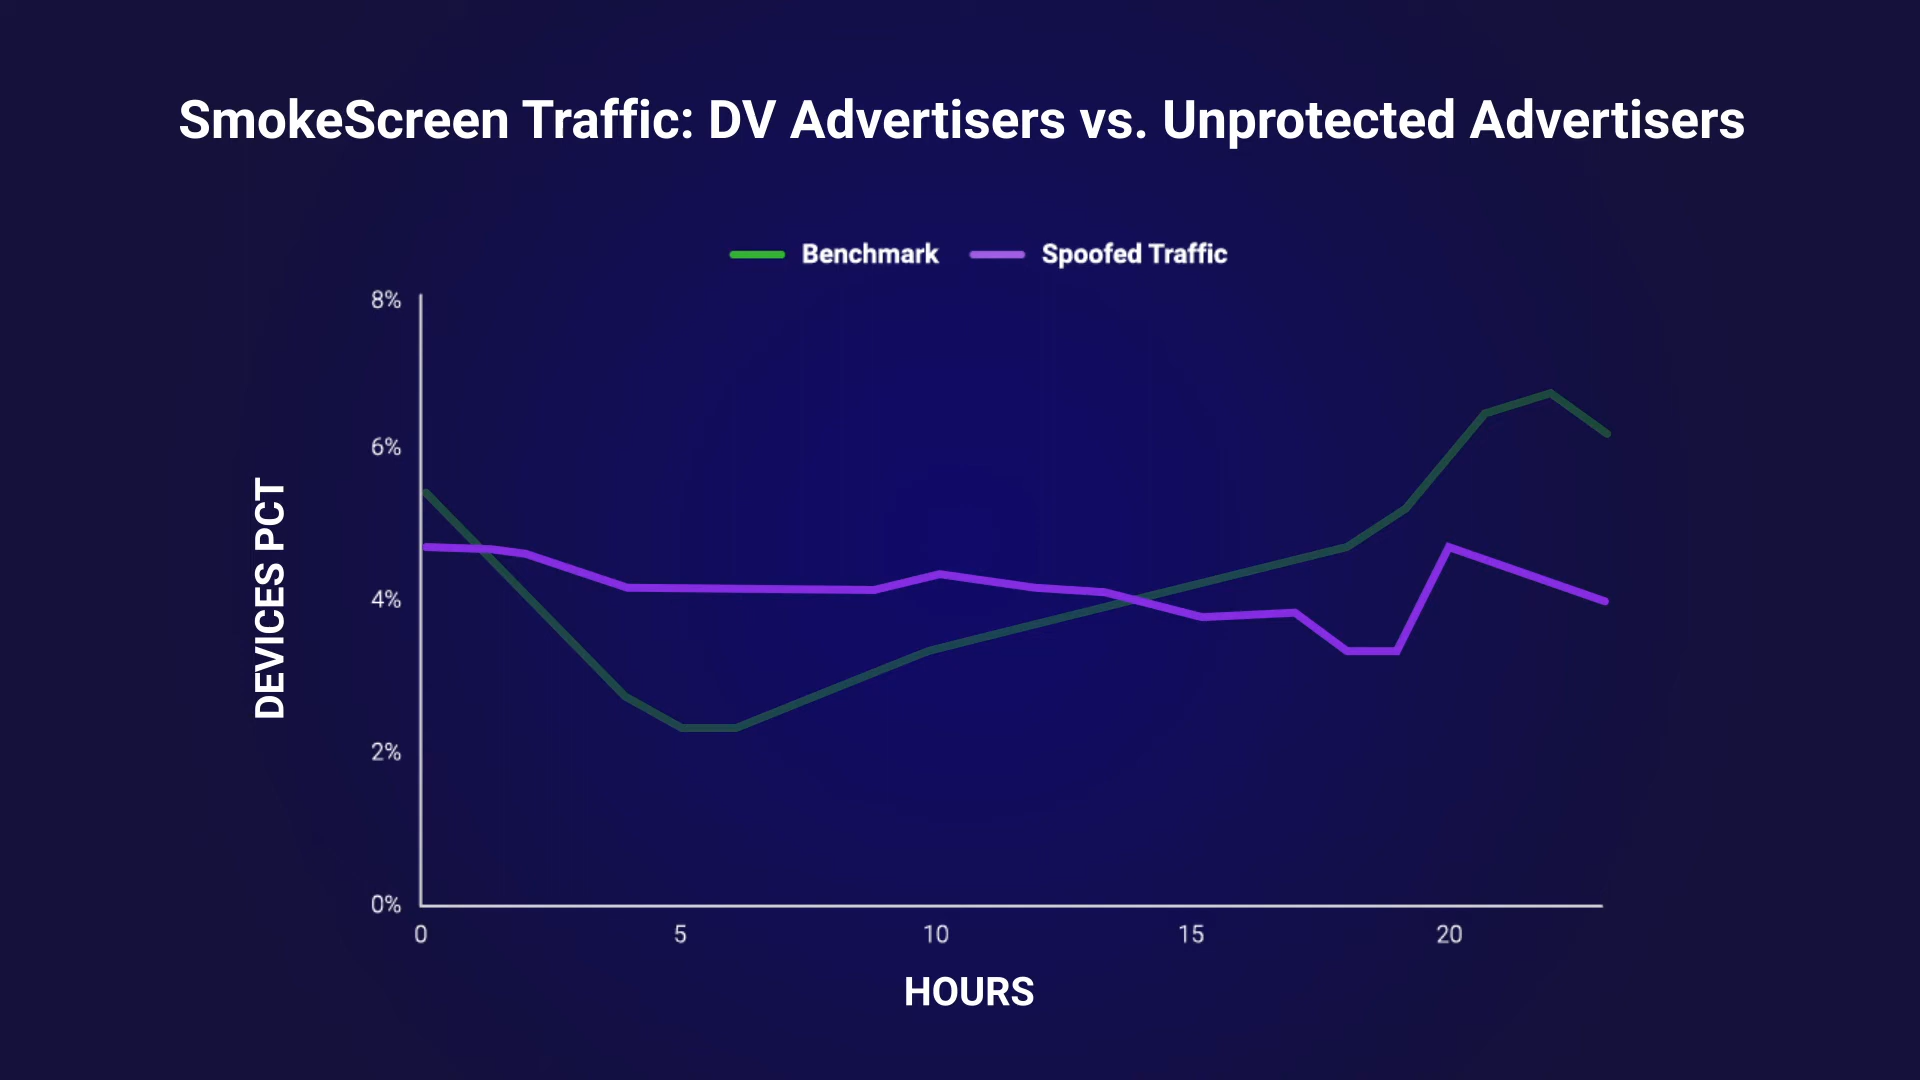 SmokeScreen Traffic: DV Advertisers vs. Unprotected Advertisers
Benchmark
Spoofed Traffic
8%
6%
4%
2%
0%
DEVICES PCT
0
5
10
15
20
HOURS